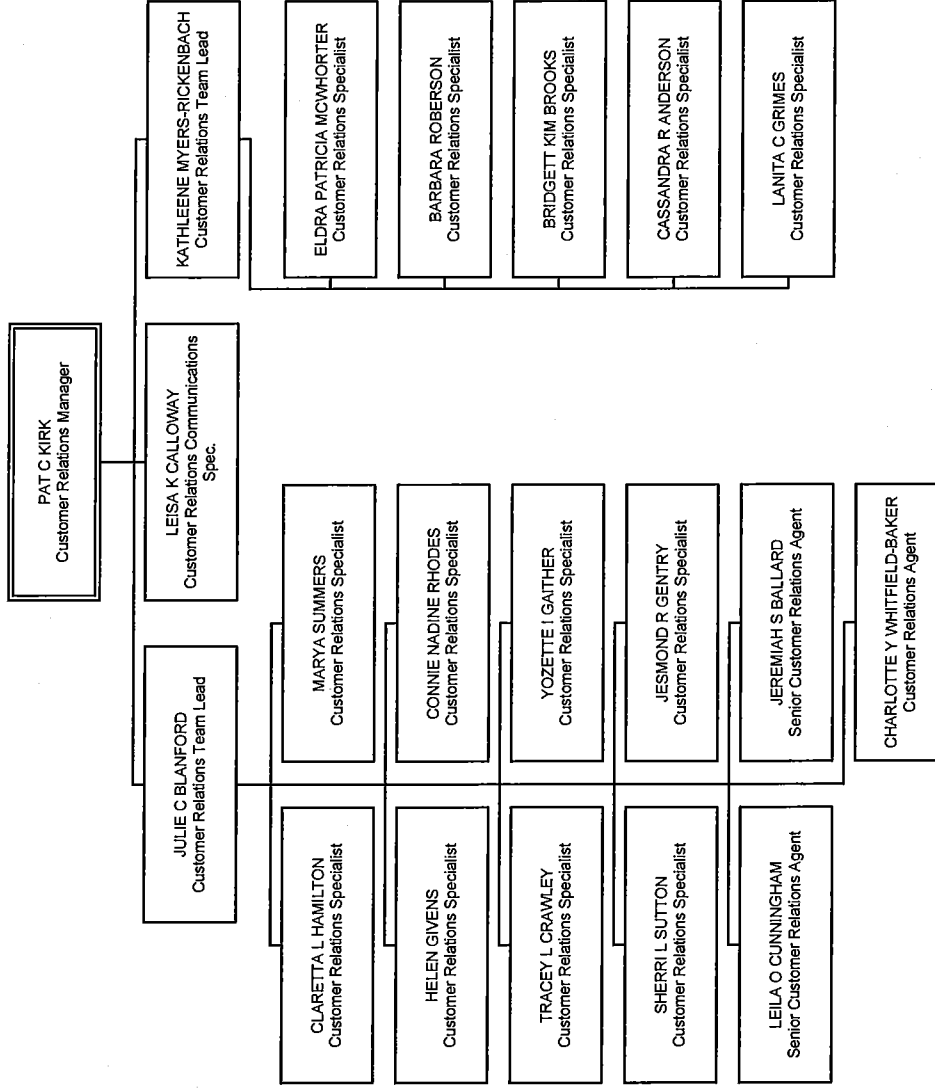 PAT C KIRK
Customer Relations Manager
JULIE C BLANFORD
Customer Relations Team Lead
LEISA K CALLOWAY
Customer Relations Communications
Spec.
KATHLEENE MYERS-RICKENBACH
Customer Relations Team Lead
CLARETTA L HAMILTON
Customer Relations Specialist
MARYA SUMMERS
Customer Relations Specialist
HELEN GIVENS
Customer Relations Specialist
CONNIE NADINE RHODES
Customer Relations Specialist
TRACEY L CRAWLEY
Customer Relations Specialist
YOZETTE I GAITHER
Customer Relations Specialist
SHERRI L SUTTON
Customer Relations Specialist
JESMOND R GENTRY
Customer Relations Specialist
LEILA O CUNNINGHAM
Senior Customer Relations Agent
JEREMIAH S BALLARD
Senior Customer Relations Agent
CHARLOTTE Y WHITFIELD-BAKER
Customer Relations Agent
ELDRA PATRICIA MCWHORTER
Customer Relations Specialist
BARBARA ROBERSON
Customer Relations Specialist
BRIDGETT KIM BROOKS
Customer Relations Specialist
CASSANDRA R ANDERSON
Customer Relations Specialist
LANITA C GRIMES
Customer Relations Specialist